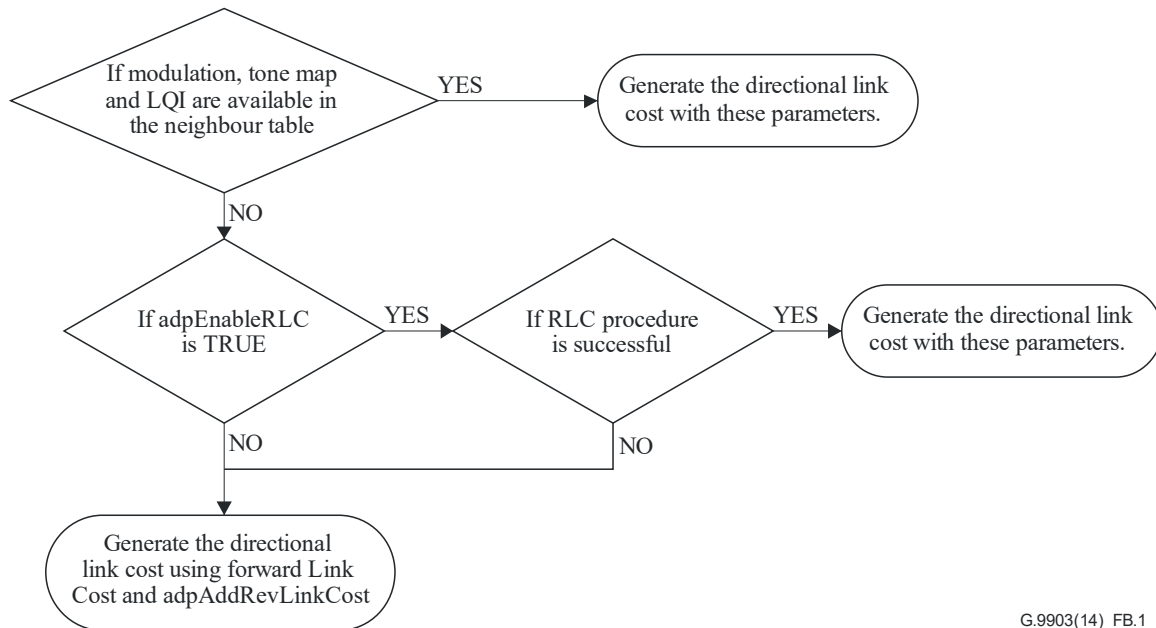 If modulation, tone map
and LQI are available in
the neighbour table
YES
Generate the directional link
cost with these parameters.
NO
If adpEnableRLC
is TRUE
YES
If RLC procedure
is successful
YES
Generate the directional link
cost with these parameters.
NO
NO
Generate the directional
link cost using forward Link
Cost and adpAddRevLinkCost
G.9903(14)_FB.1